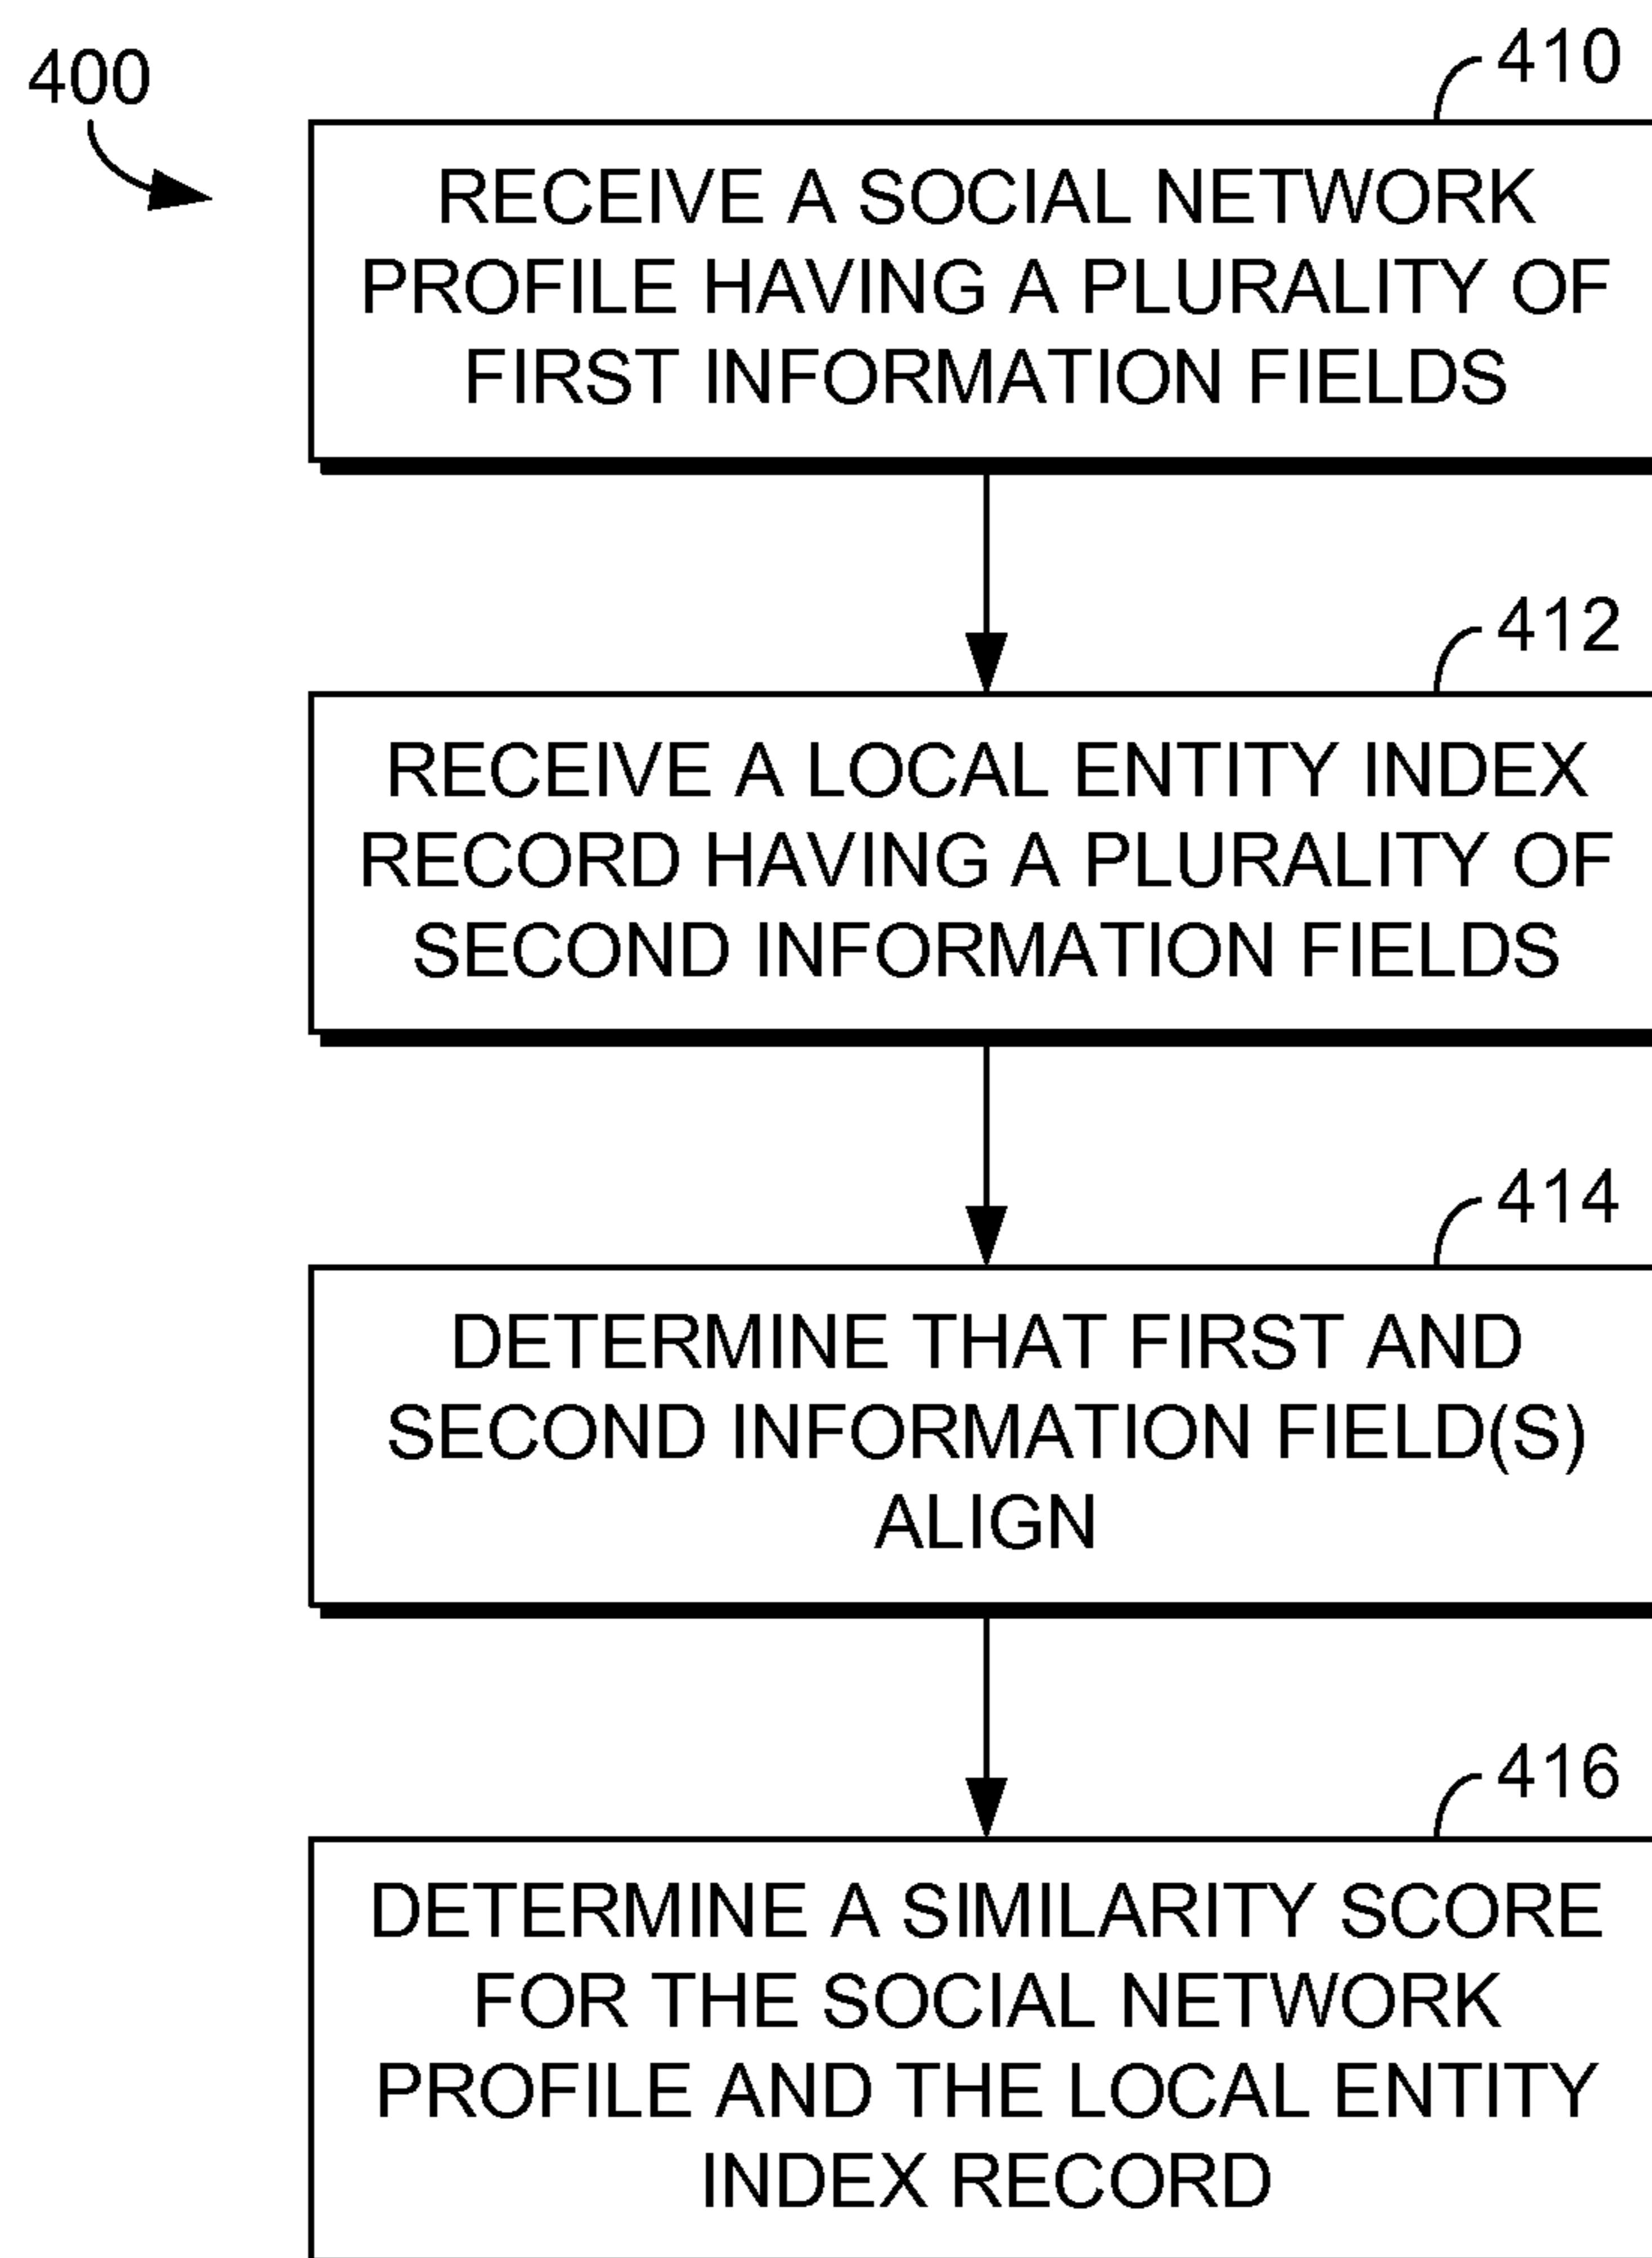 400
410
RECEIVE A SOCIAL NETWORK
PROFILE HAVING A PLURALITY OF
FIRST INFORMATION FIELDS
412
RECEIVE A LOCAL ENTITY INDEX
RECORD HAVING A PLURALITY OF
SECOND INFORMATION FIELDS
414
DETERMINE THAT FIRST AND
SECOND INFORMATION FIELD(S)
ALIGN
416
DETERMINE A SIMILARITY SCORE
FOR THE SOCIAL NETWORK
PROFILE AND THE LOCAL ENTITY
INDEX RECORD